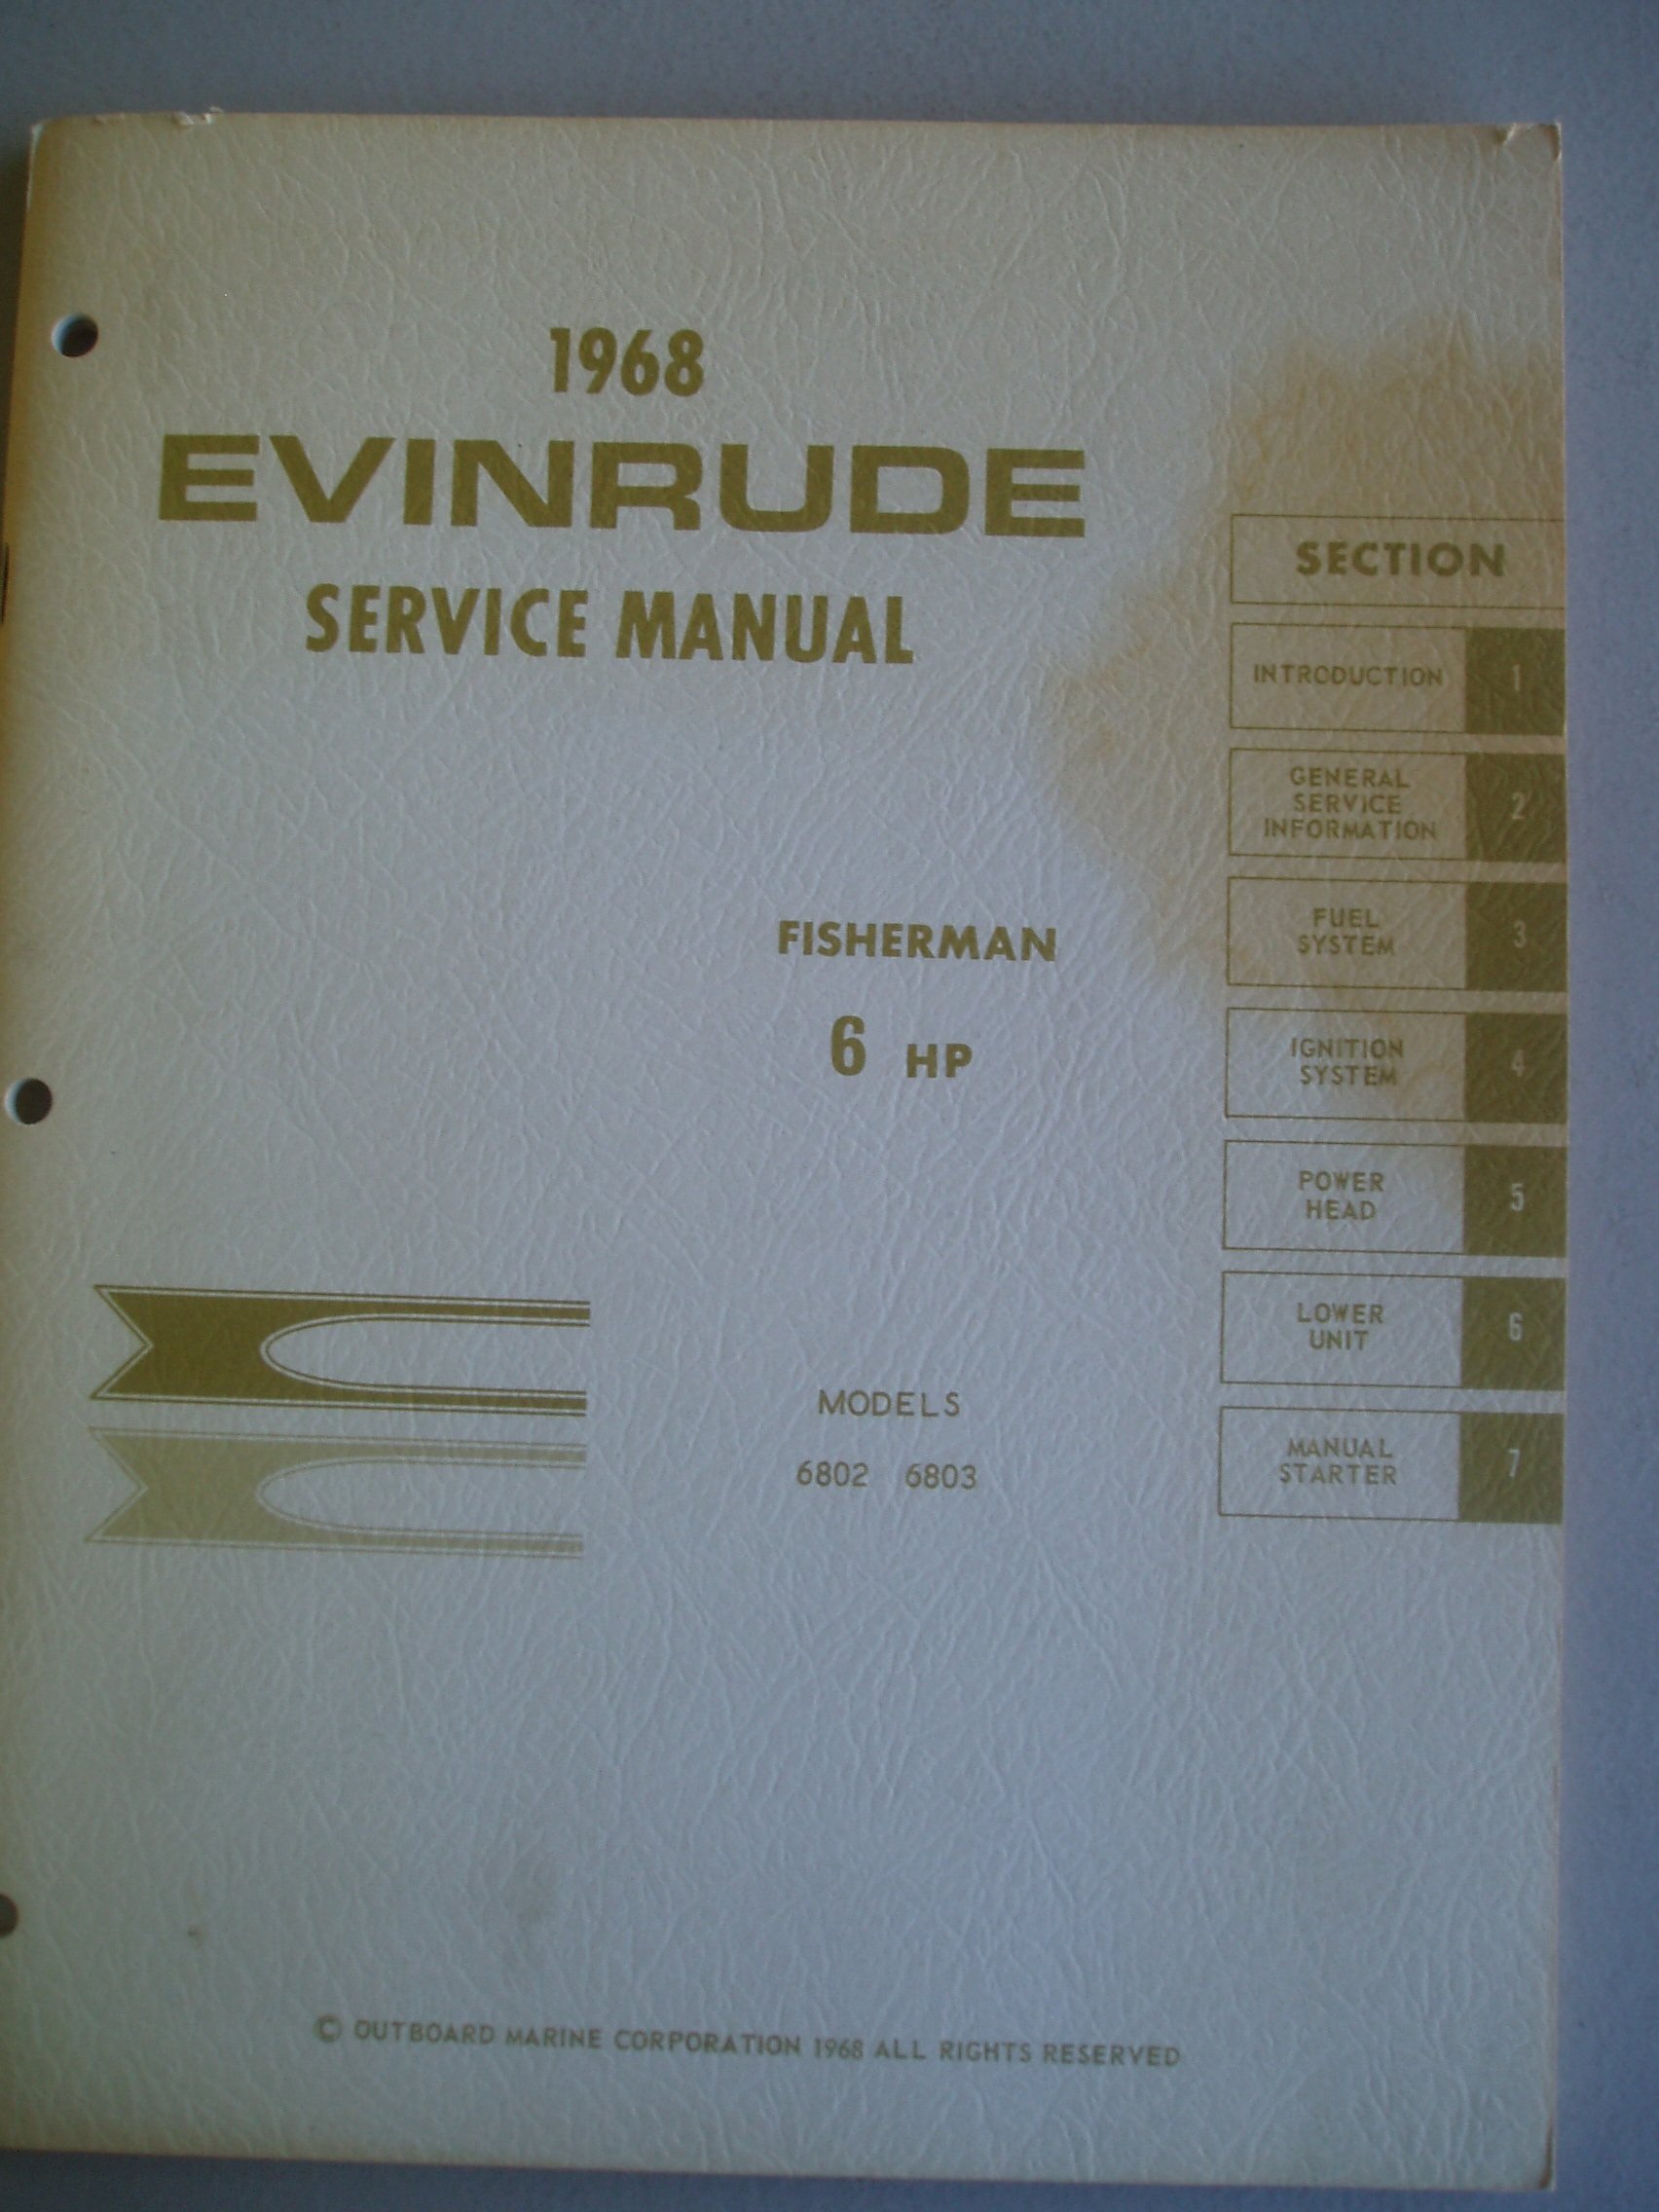 1968
EVINRUDE
SERVICE MANUAL
FISHERMAN
6 HP
MODELS
6802 6803
SECTION
INTRODUCTION 1
GENERAL
SERVICE 2
INFORMATION
FUEL
SYSTEM 3
IGNITION
SYSTEM 4
POWER
HEAD 5
LOWER
UNIT 6
MANUAL
STARTER 7
© OUTBOARD MARINE CORPORATION 1968 ALL RIGHTS RESERVED